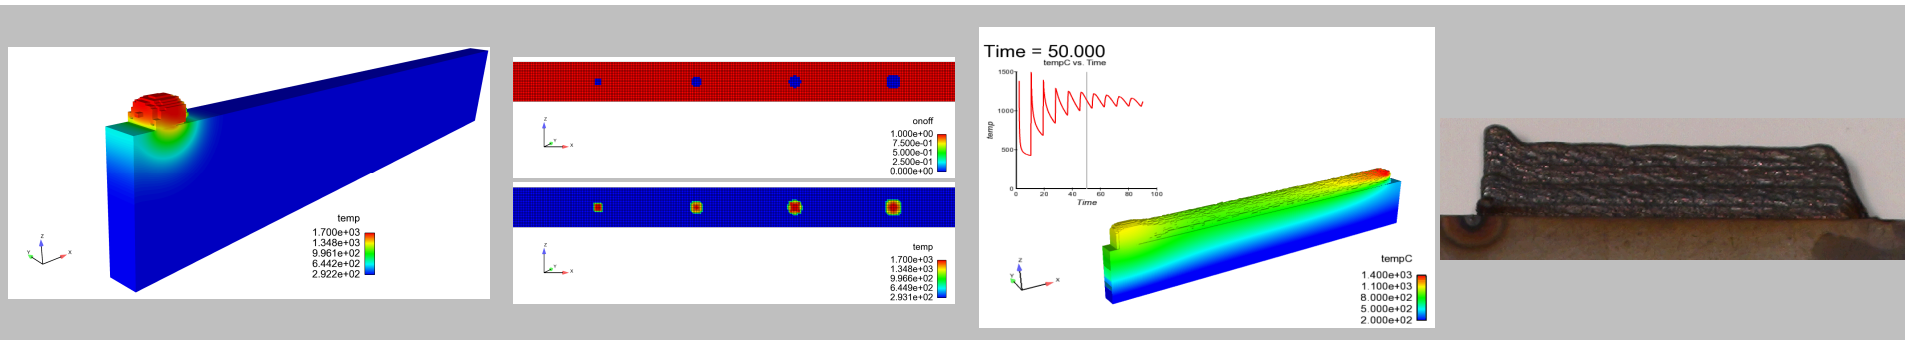 temp
1.700e+03
1.348e+03
9.961e+02
6.442e+02
2.922e+02
Z
Y
X
onoff
1.000e+00
7.500e-01
5.000e-01
2.500e-01
0.000e+00
Z
Y
X
temp
1.700e+03
1.348e+03
9.966e+02
6.449e+02
2.931e+02
Z
Y
X
Time = 50.000
tempC vs. Time
1500
1000
500
0
temp
0 20 40 60 80 100
Time
tempC
1.400e+03
1.100e+03
8.000e+02
5.000e+02
2.000e+02
Z
Y
X